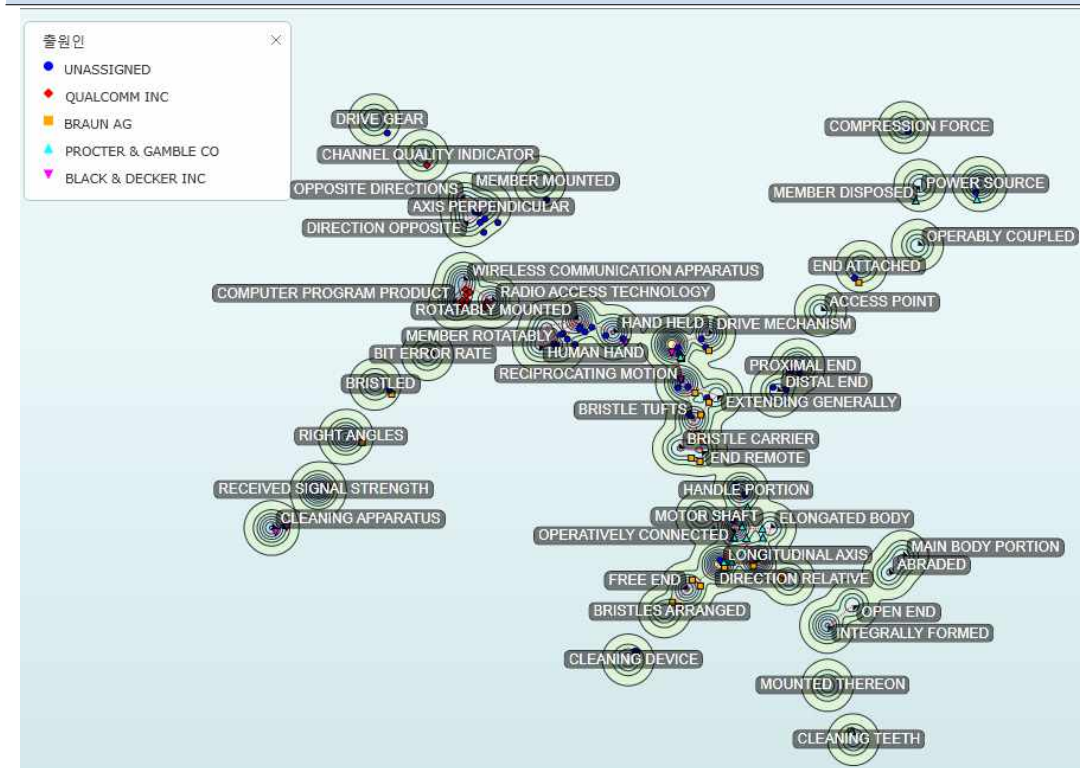 출원인
UNASSIGNED
QUALCOMM INC
BRAUN AG
PROCTER & GAMBLE CO
BLACK & DECKER INC
DRIVE GEAR
COMPRESSION FORCE
CHANNEL QUALITY INDICATOR
MEMBER MOUNTED
OPPOSITE DIRECTIONS
POWER SOURCE
MEMBER DISPOSED
AXIS PERPENDICULAR
DIRECTION OPPOSITE
OPERABLY COUPLED
END ATTACHED
WIRELESS COMMUNICATION APPARATUS
COMPUTER PROGRAM PRODUCT
RADIO ACCESS TECHNOLOGY
ACCESS POINT
ROTATABLY MOUNTED
HAND HELD
DRIVE MECHANISM
MEMBER ROTATABLY
BIT ERROR RATE
HUMAN HAND
PROXIMAL END
RECIPROCATING MOTION
BRISTLED
DISTAL END
EXTENDING GENERALLY
BRISTLE TUFTS
RIGHT ANGLES
BRISTLE CARRIER
END REMOTE
RECEIVED SIGNAL STRENGTH
HANDLE PORTION
CLEANING APPARATUS
MOTOR SHAFT
ELONGATED BODY
OPERATIVELY CONNECTED
MAIN BODY PORTION
LONGITUDINAL AXIS
ABRADED
FREE END
DIRECTION RELATIVE
BRISTLES ARRANGED
OPEN END
INTEGRALLY FORMED
CLEANING DEVICE
MOUNTED THEREON
CLEANING TEETH